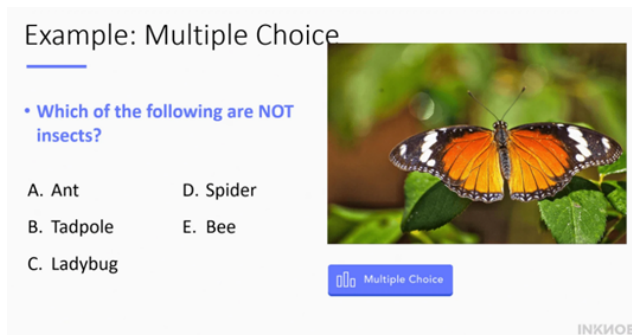 Example: Multiple Choice
• Which of the following are NOT
insects?
A. Ant
B. Tadpole
C. Ladybug
D. Spider
E. Bee
Multiple Choice
INKNOE